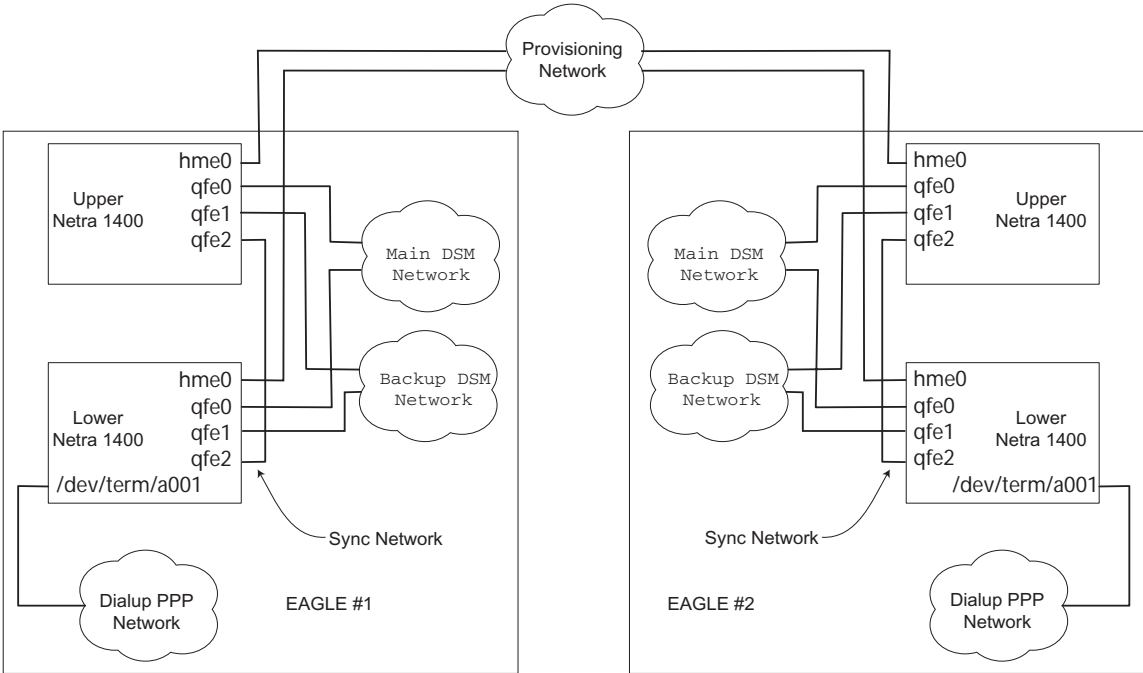 Provisioning
Network
Upper
Netra 1400
hme0
qfe0
qfe1
qfe2
Main DSM
Network
Backup DSM
Network
Lower
Netra 1400
hme0
qfe0
qfe1
qfe2
/dev/term/a001
Sync Network
Dialup PPP
Network
EAGLE #1
hme0
qfe0
qfe1
qfe2
Upper
Netra 1400
Main DSM
Network
Backup DSM
Network
hme0
qfe0
qfe1
qfe2
Lower
Netra 1400
/dev/term/a001
Sync Network
EAGLE #2
Dialup PPP
Network